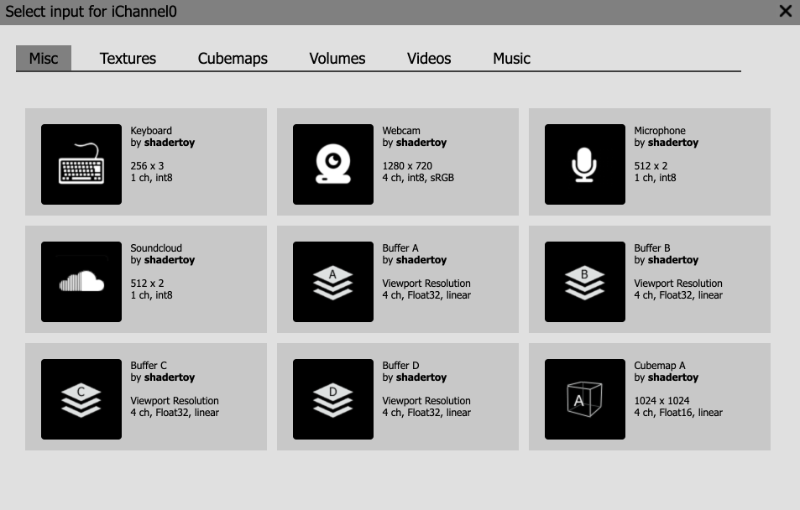 Select input for iChannel0
Misc
Textures
Cubemaps
Volumes
Videos
Music
Keyboard
by shadertoy
256 x 3
1 ch, int8
Webcam
by shadertoy
1280 x 720
4 ch, int8, sRGB
Microphone
by shadertoy
512 x 2
1 ch, int8
Soundcloud
by shadertoy
512 x 2
1 ch, int8
A
Buffer A
by shadertoy
Viewport Resolution
4 ch, Float32, linear
B
Buffer B
by shadertoy
Viewport Resolution
4 ch, Float32, linear
C
Buffer C
by shadertoy
Viewport Resolution
4 ch, Float32, linear
D
Buffer D
by shadertoy
Viewport Resolution
4 ch, Float32, linear
A
Cubemap A
by shadertoy
1024 x 1024
4 ch, Float16, linear